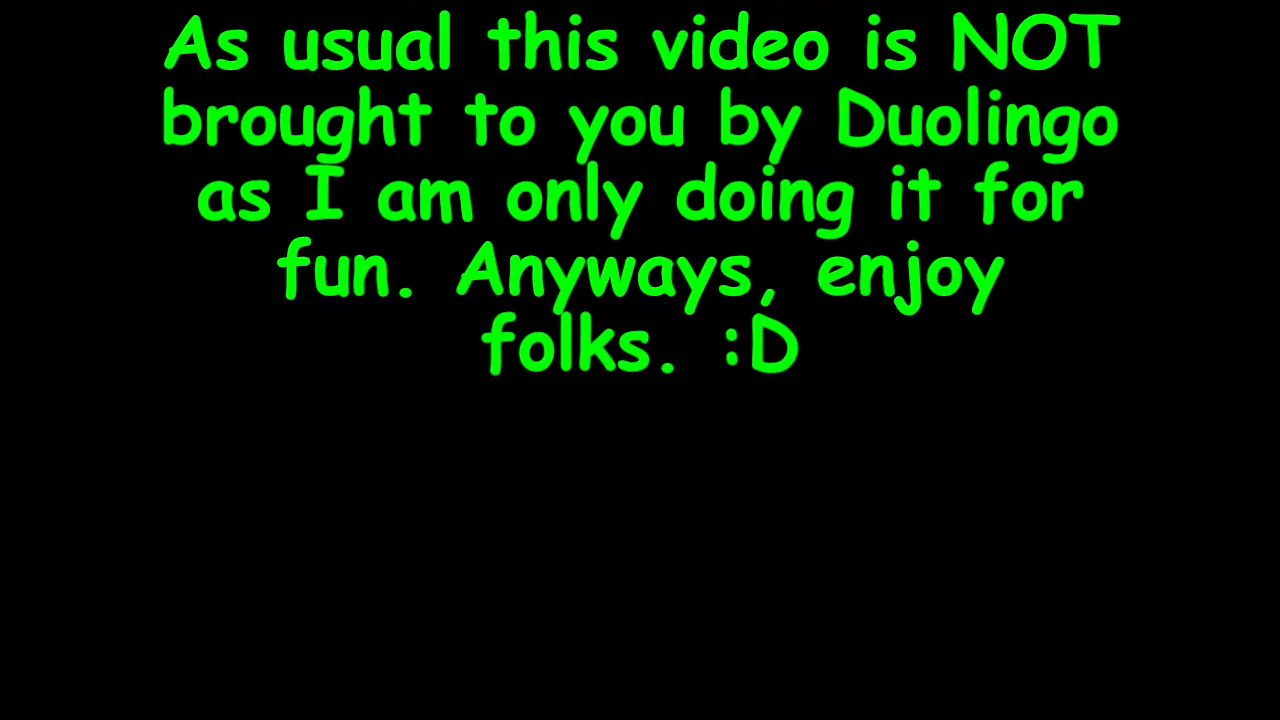 As usual this video is NOT
brought to you by Duolingo
as I am only doing it for
fun. Anyways, enjoy
folks. :D